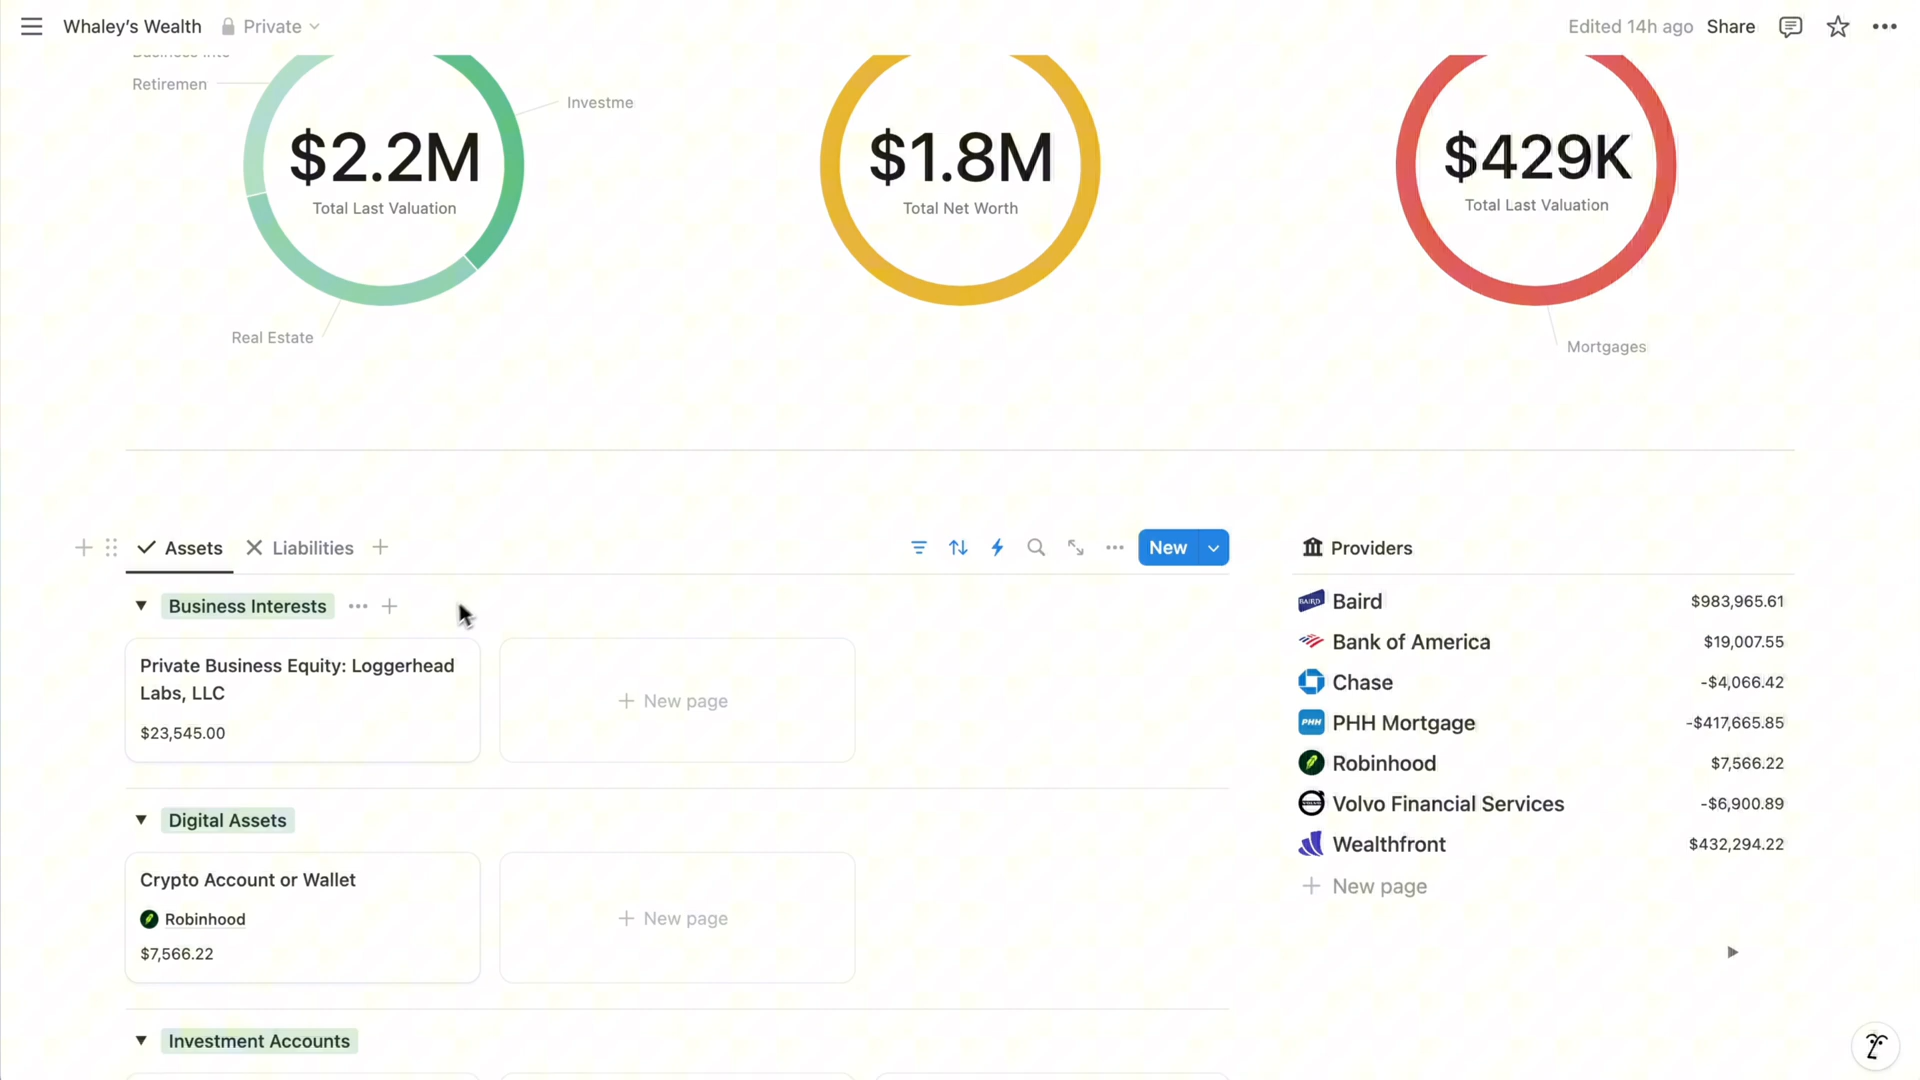 Whaley's Wealth
Private
Edited 14h ago
Share
Retiremen
Investme
$2.2M
Total Last Valuation
Real Estate
$1.8M
Total Net Worth
$429K
Total Last Valuation
Mortgages
Assets
Liabilities
New
Business Interests
Private Business Equity: Loggerhead
Labs, LLC
$23,545.00
New page
Digital Assets
Crypto Account or Wallet
Robinhood
$7,566.22
New page
Investment Accounts
Providers
BAIRD
Baird
$983,965.61
Bank of America
$19,007.55
Chase
-$4,066.42
PHH
PHH Mortgage
-$417,665.85
Robinhood
$7,566.22
Volvo Financial Services
-$6,900.89
Wealthfront
$432,294.22
New page